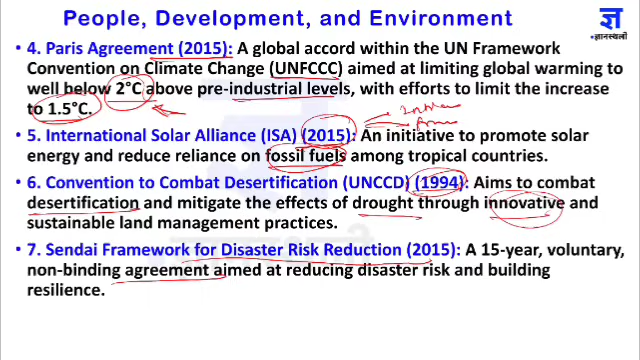 People, Development, and Environment
ज्ञ
ज्ञानस्थली
4. Paris Agreement (2015): A global accord within the UN Framework
Convention on Climate Change (UNFCCC) aimed at limiting global warming to
well below 2°C above pre-industrial levels, with efforts to limit the increase
to 1.5°C.
5. International Solar Alliance (ISA) (2015): An initiative to promote solar
energy and reduce reliance on fossil fuels among tropical countries.
6. Convention to Combat Desertification (UNCCD) (1994): Aims to combat
desertification and mitigate the effects of drought through innovative and
sustainable land management practices.
7. Sendai Framework for Disaster Risk Reduction (2015): A 15-year, voluntary,
non-binding agreement aimed at reducing disaster risk and building
resilience.